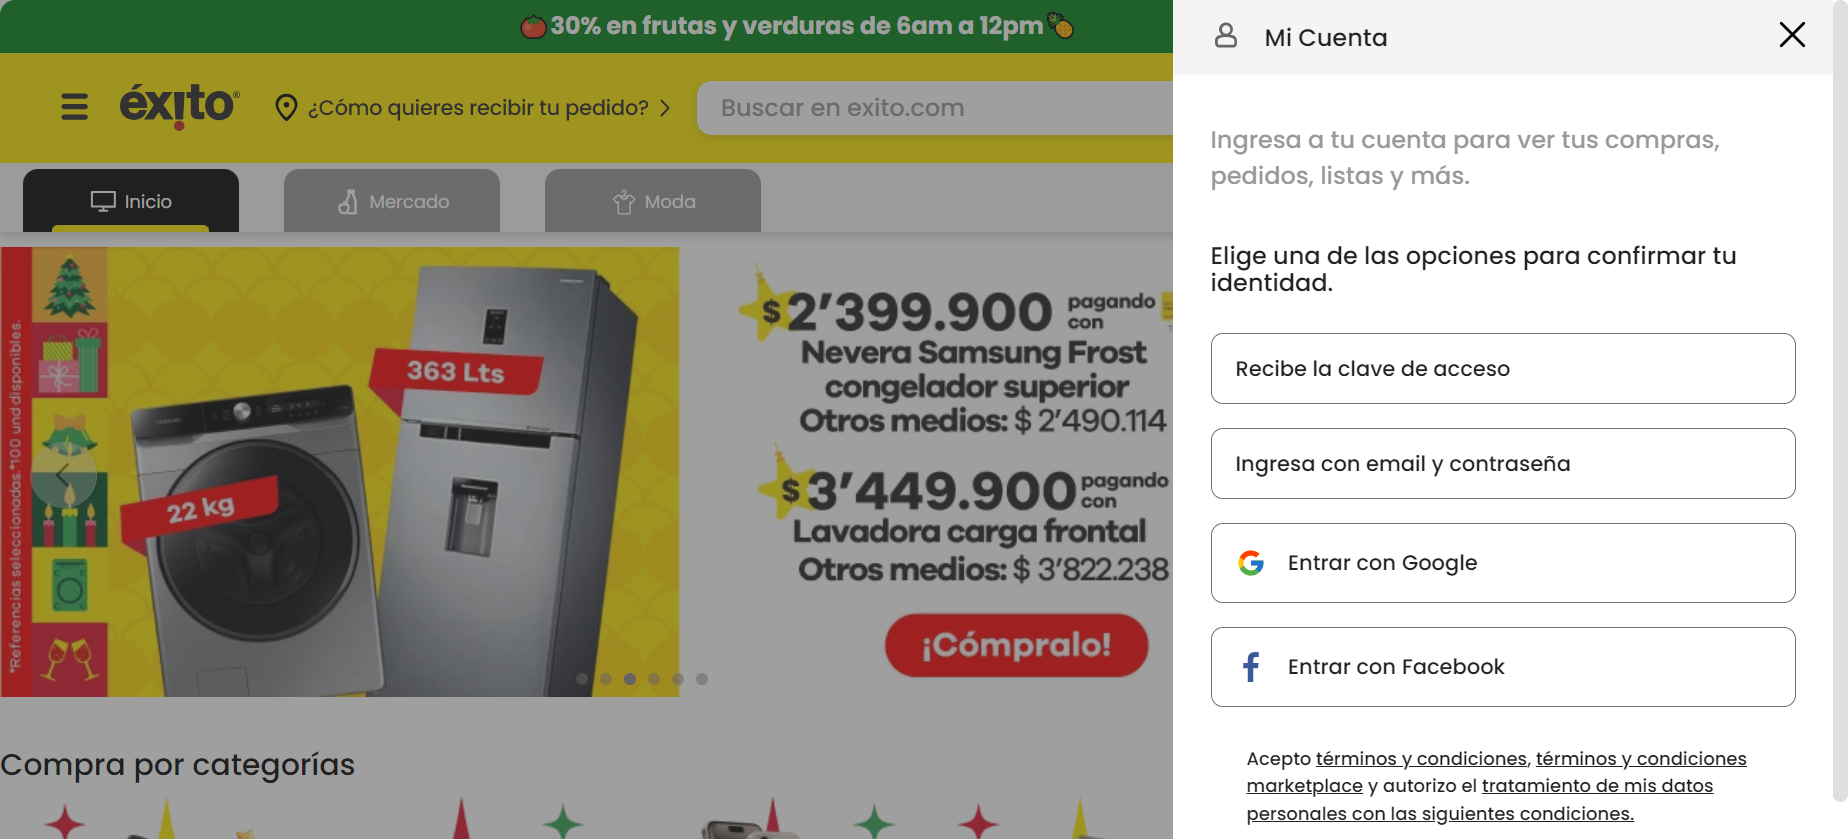 30% en frutas y verduras de 6am a 12pm
éxito®
¿Cómo quieres recibir tu pedido?
Buscar en exito.com
Inicio
Mercado
Moda
*Referencias seleccionadas.*100 und disponibles.
363 Lts
22 kg
$2'399.900 pagando con
Nevera Samsung Frost
congelador superior
Otros medios: $ 2'490.114
$3'449.900 pagando con
Lavadora carga frontal
Otros medios: $ 3'822.238
¡Cómpralo!
Compra por categorías
Mi Cuenta
Ingresa a tu cuenta para ver tus compras,
pedidos, listas y más.
Elige una de las opciones para confirmar tu
identidad.
Recibe la clave de acceso
Ingresa con email y contraseña
Entrar con Google
Entrar con Facebook
Acepto términos y condiciones, términos y condiciones
marketplace y autorizo el tratamiento de mis datos
personales con las siguientes condiciones.